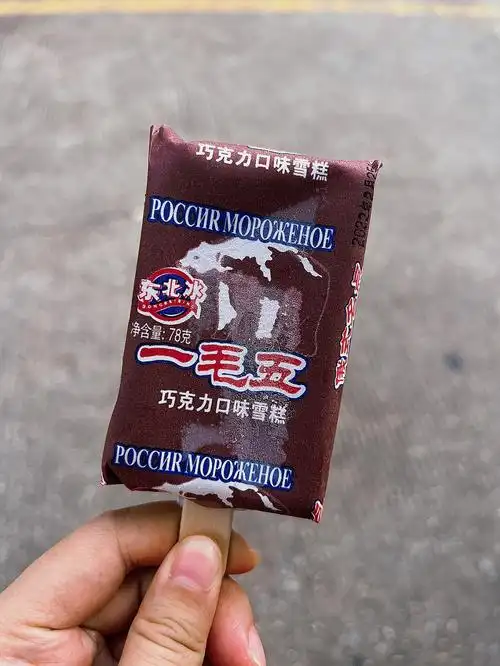 巧克力口味雪糕
РОССИЯ МОРОЖЕНОЕ
东北冰
DONGBEIBING
净含量: 78克
一毛五
巧克力口味雪糕
РОССИЯ МОРОЖЕНОЕ